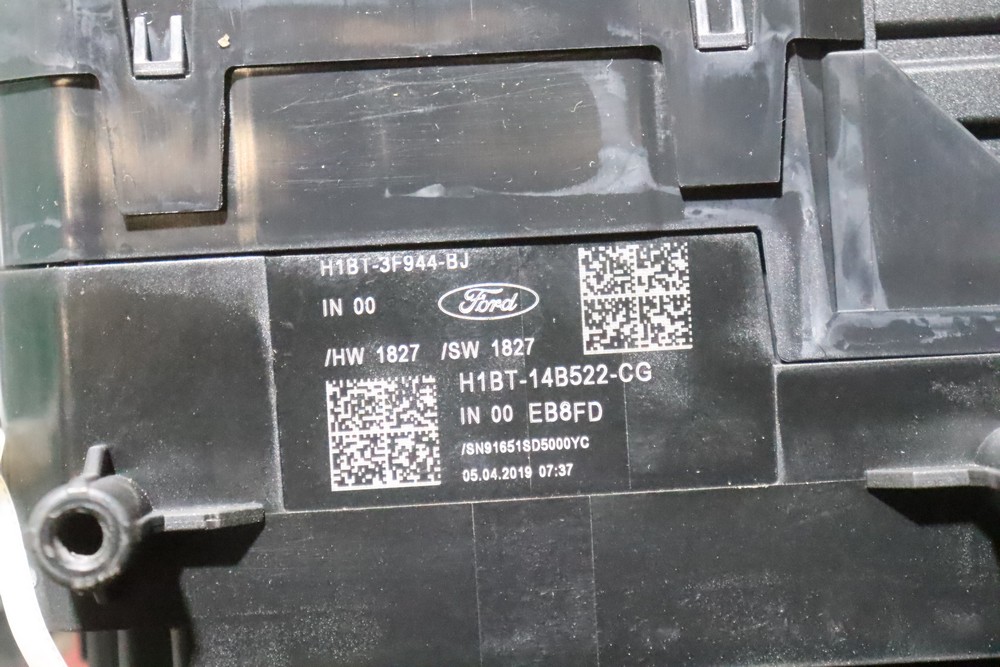 H1BT-3F944-BJ
IN 00
Ford
/HW 1827 /SW 1827
H1BT-14B522-CG
IN 00 EB8FD
/SN91651SD5000YC
05.04.2019 07:37